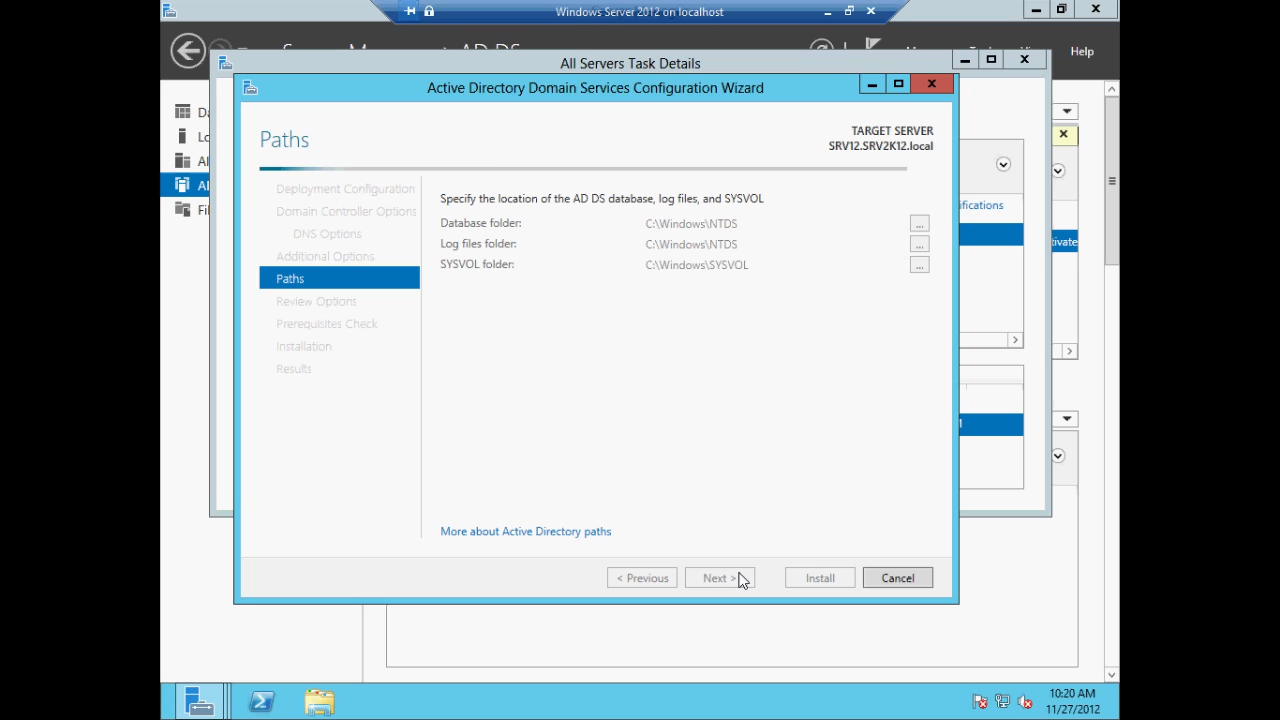 Windows Server 2012 on localhost
Help
All Servers Task Details
Active Directory Domain Services Configuration Wizard
Paths
TARGET SERVER
SRV12.SRV2K12.local
Deployment Configuration
Domain Controller Options
DNS Options
Additional Options
Paths
Review Options
Prerequisites Check
Installation
Results
Specify the location of the AD DS database, log files, and SYSVOL
Database folder: C:\Windows\NTDS ...
Log files folder: C:\Windows\NTDS ...
SYSVOL folder: C:\Windows\SYSVOL ...
More about Active Directory paths
< Previous Next > Install Cancel
10:20 AM
11/27/2012